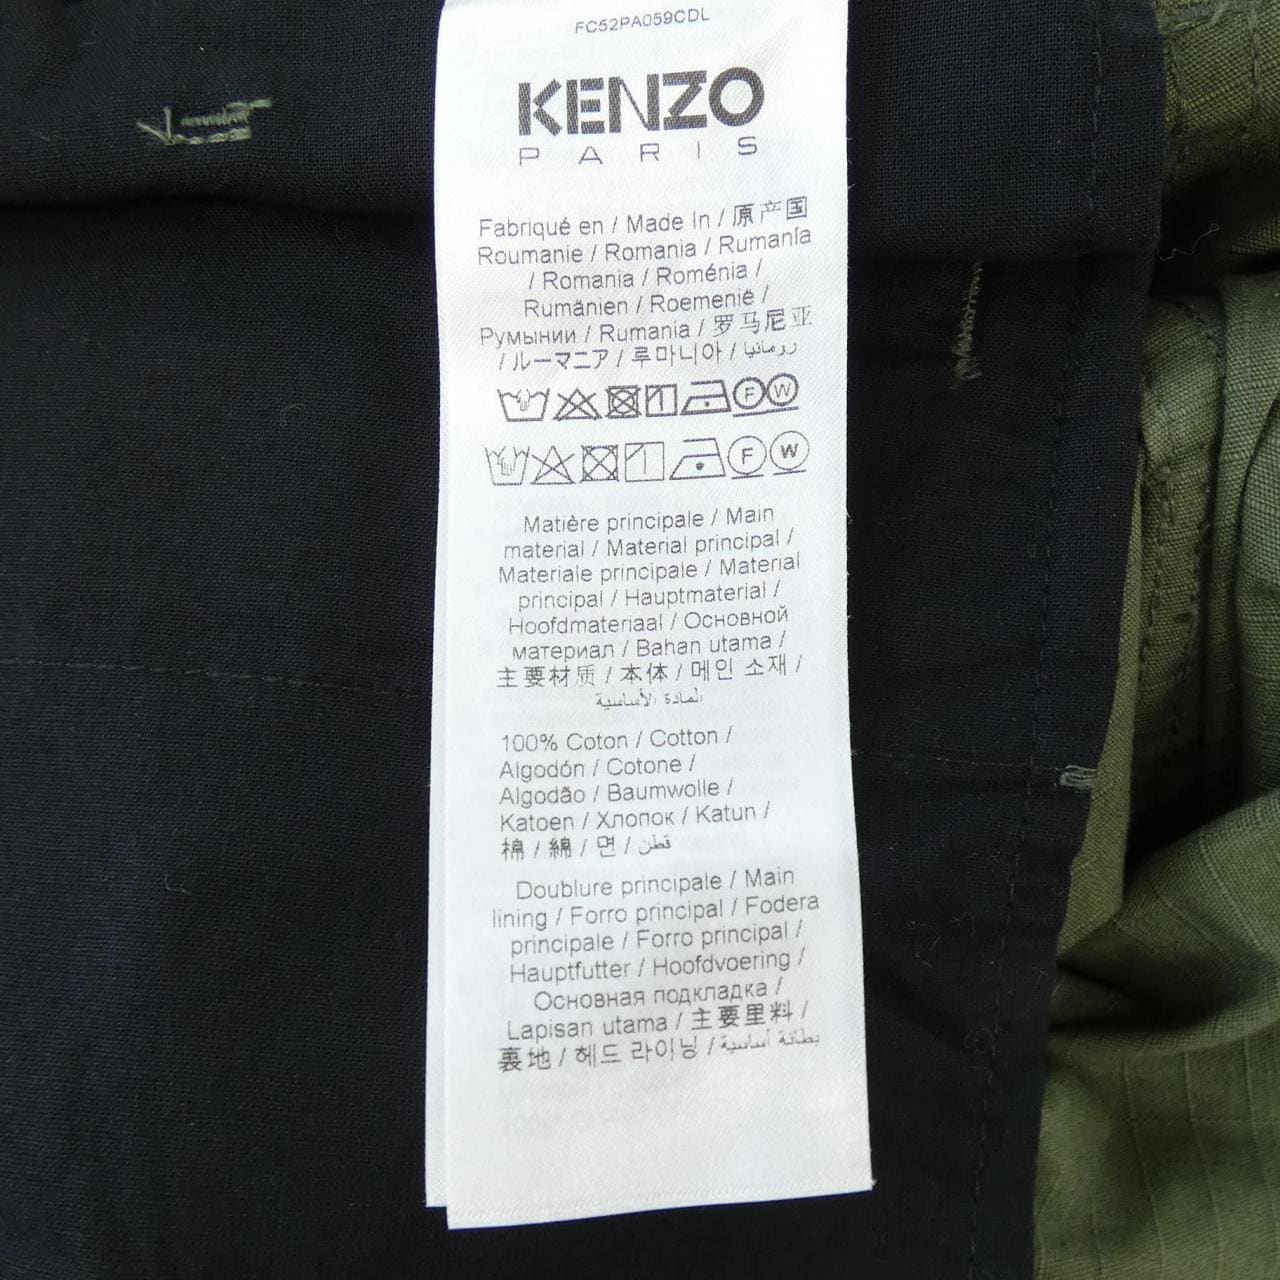 FC52PA059CDL
KENZO
PARIS
Fabriqué en / Made In / 原产国
Roumanie / Romania / Rumanía
/ Romania / Roménia /
Rumänien / Roemenië /
Румынии / Rumania / 罗马尼亚
/ ルーマニア / 루마니아 / رومانيا
F W
F W
Matière principale / Main
material / Material principal /
Materiale principale / Material
principal / Hauptmaterial /
Hoofdmateriaal / Основной
материал / Bahan utama /
主要材质 / 本体 / 메인 소재 /
المادة الأساسية
100% Coton / Cotton /
Algodón / Cotone /
Algodão / Baumwolle /
Katoen / Хлопок / Katun /
棉 / 綿 / 면 / قطن
Doublure principale / Main
lining / Forro principal / Fodera
principale / Forro principal /
Hauptfutter / Hoofdvoering /
Основная подкладка /
Lapisan utama / 主要里料 /
裏地 / 헤드 라이닝 / بطانة أساسية